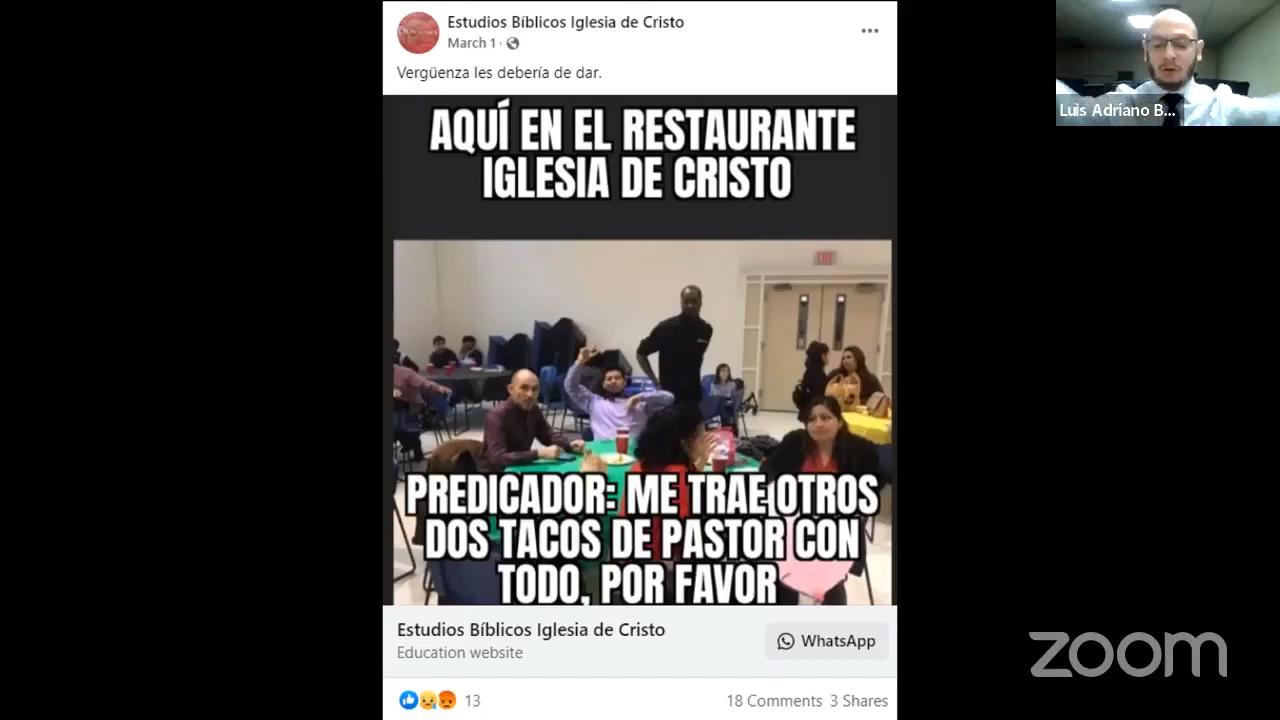 Estudios Bíblicos Iglesia de Cristo
March 1 ·
Vergüenza les debería de dar.
AQUÍ EN EL RESTAURANTE
IGLESIA DE CRISTO
PREDICADOR: ME TRAE OTROS
DOS TACOS DE PASTOR CON
TODO, POR FAVOR
Estudios Bíblicos Iglesia de Cristo
Education website
WhatsApp
13
18 Comments 3 Shares
Luis Adriano B...
zoom